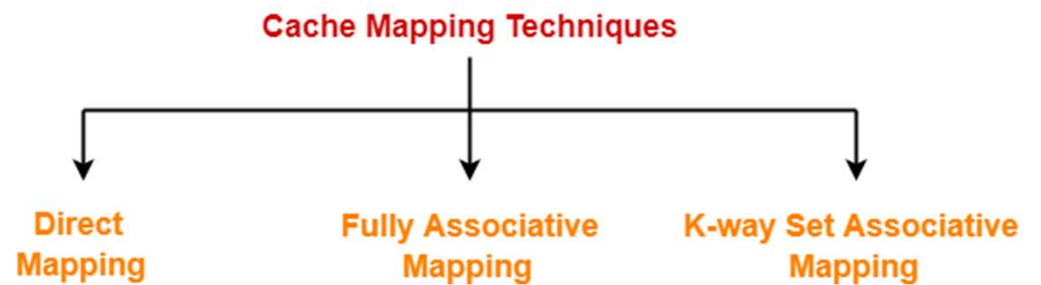 Cache Mapping Techniques
Direct
Mapping
Fully Associative
Mapping
K-way Set Associative
Mapping